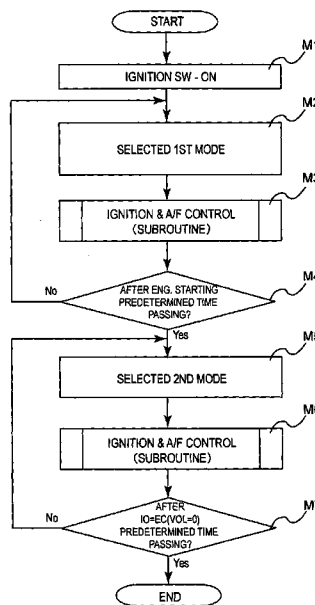 START
M1
IGNITION SW - ON
M2
SELECTED 1ST MODE
M3
IGNITION & A/F CONTROL
(SUBROUTINE)
M4
AFTER ENG. STARTING
PREDETERMINED TIME
PASSING?
No
Yes
M5
SELECTED 2ND MODE
M6
IGNITION & A/F CONTROL
(SUBROUTINE)
M7
AFTER
IO=EC(VOL=0)
PREDETERMINED TIME
PASSING?
No
Yes
END